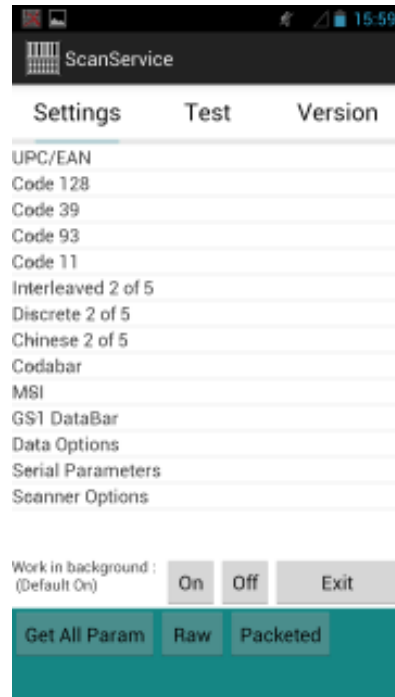 15:59
ScanService
Settings Test Version
UPC/EAN
Code 128
Code 39
Code 93
Code 11
Interleaved 2 of 5
Discrete 2 of 5
Chinese 2 of 5
Codabar
MSI
GS1 DataBar
Data Options
Serial Parameters
Scanner Options
Work in background :
(Default On) On Off Exit
Get All Param Raw Packeted